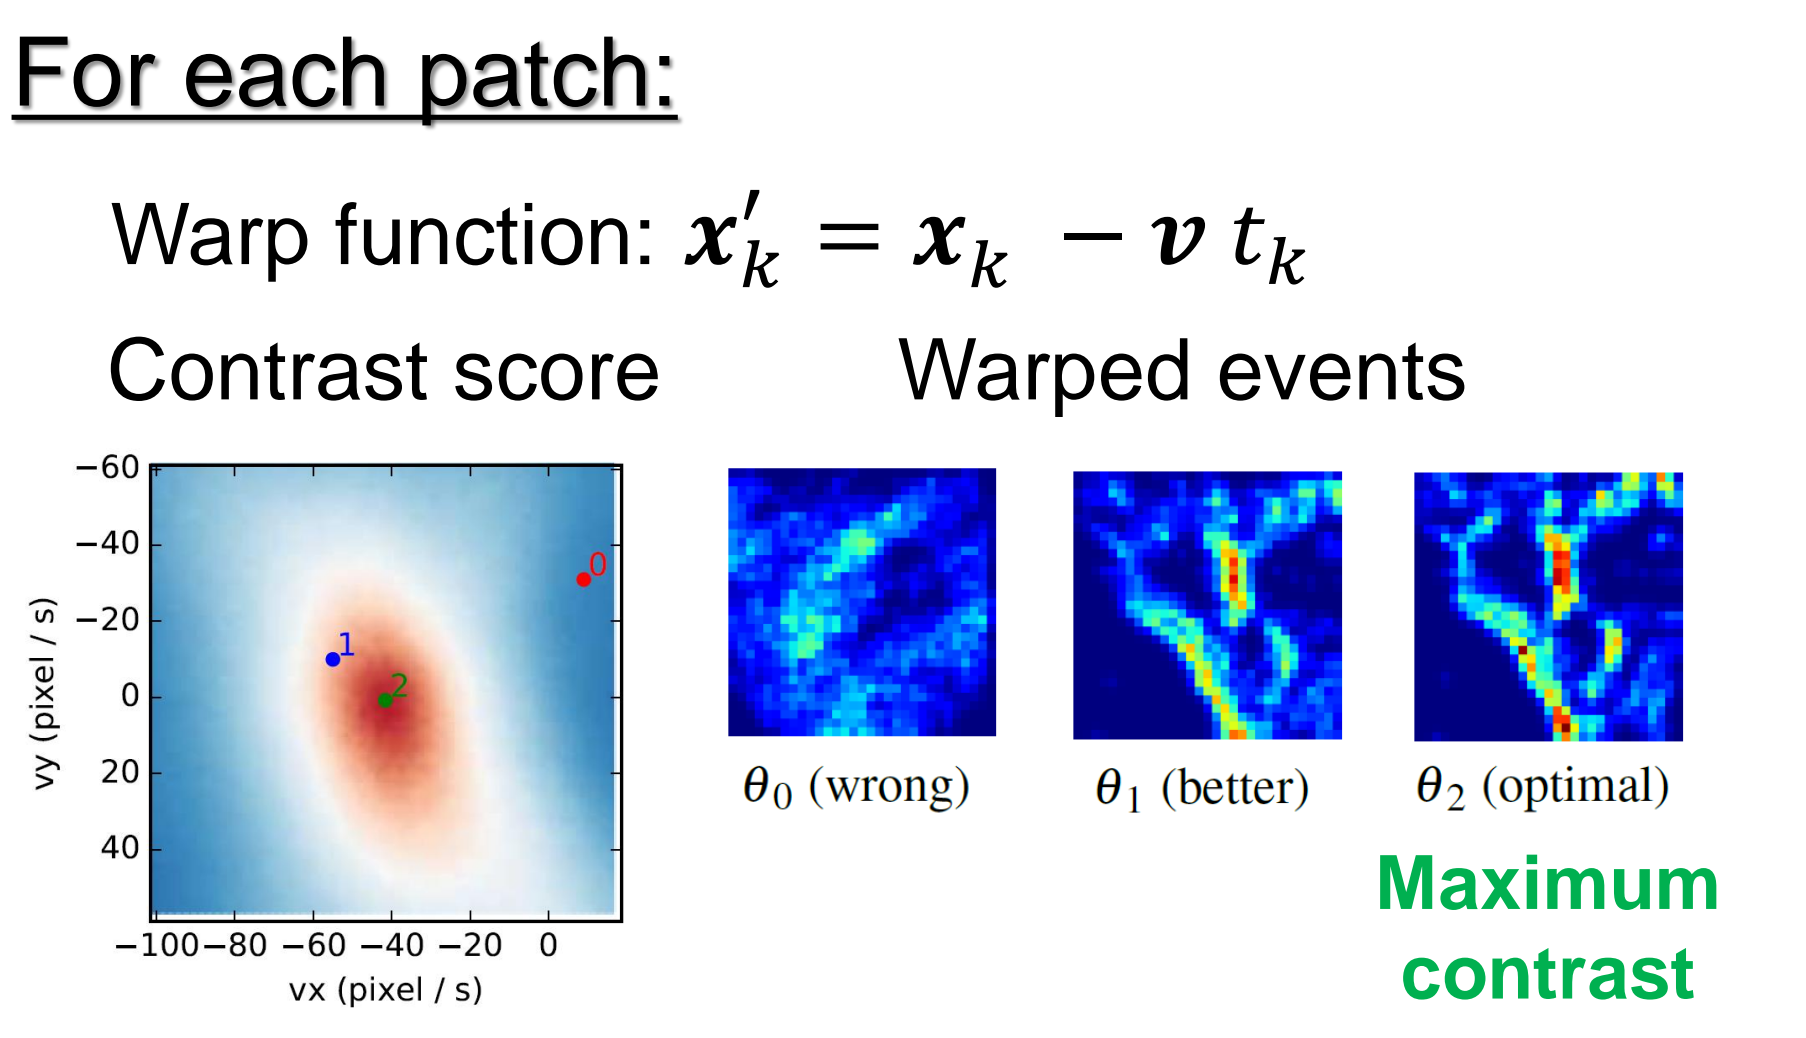 For each patch:
Warp function: x′ₖ = xₖ − v tₖ
Contrast score
Warped events
−60
−40
−20
0
20
40
vy (pixel / s)
0
1
2
−100 −80 −60 −40 −20 0
vx (pixel / s)
θ₀ (wrong)
θ₁ (better)
θ₂ (optimal)
Maximum
contrast